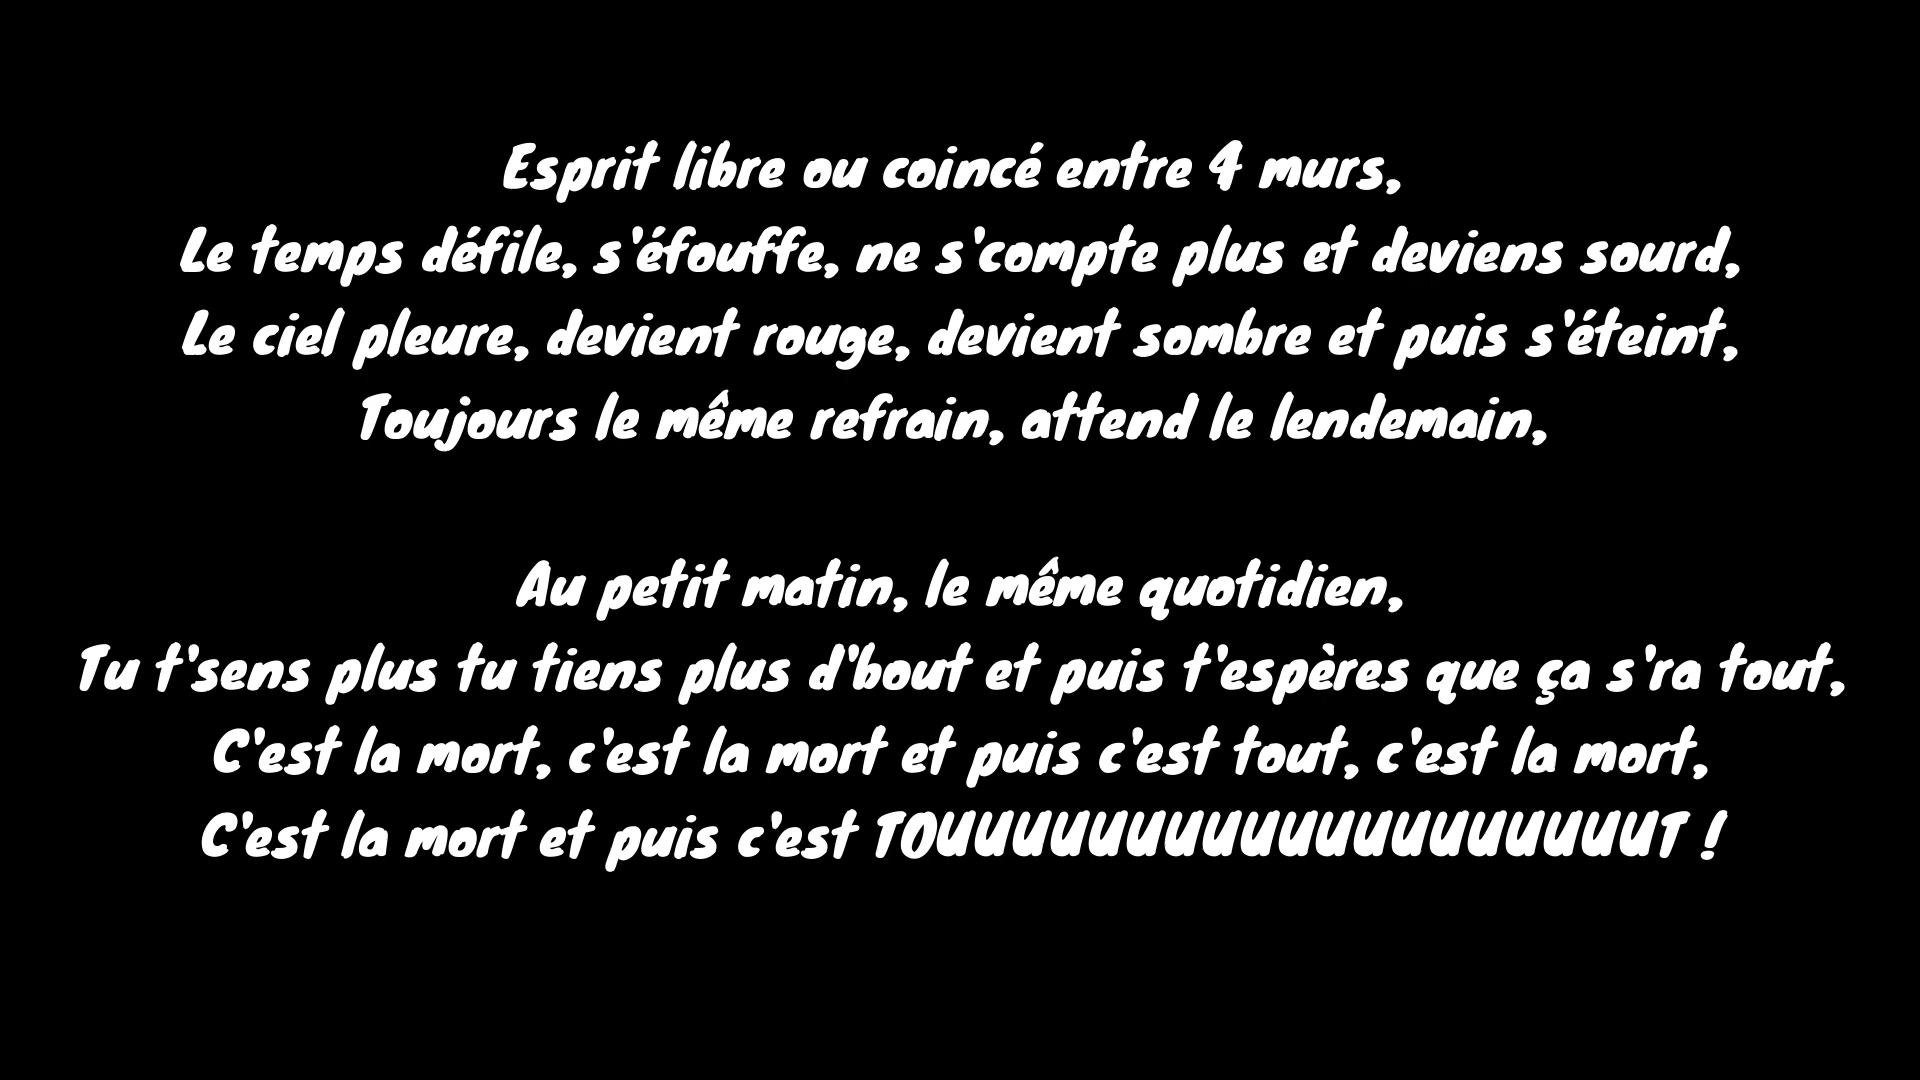 Esprit libre ou coincé entre 4 murs,
Le temps défile, s'éfouffe, ne s'compte plus et deviens sourd,
Le ciel pleure, devient rouge, devient sombre et puis s'éteint,
Toujours le même refrain, attend le lendemain,
Au petit matin, le même quotidien,
Tu t'sens plus tu tiens plus d'bout et puis t'espères que ça s'ra tout,
C'est la mort, c'est la mort et puis c'est tout, c'est la mort,
C'est la mort et puis c'est TOUUUUUUUUUUUUUUUUUUUT !